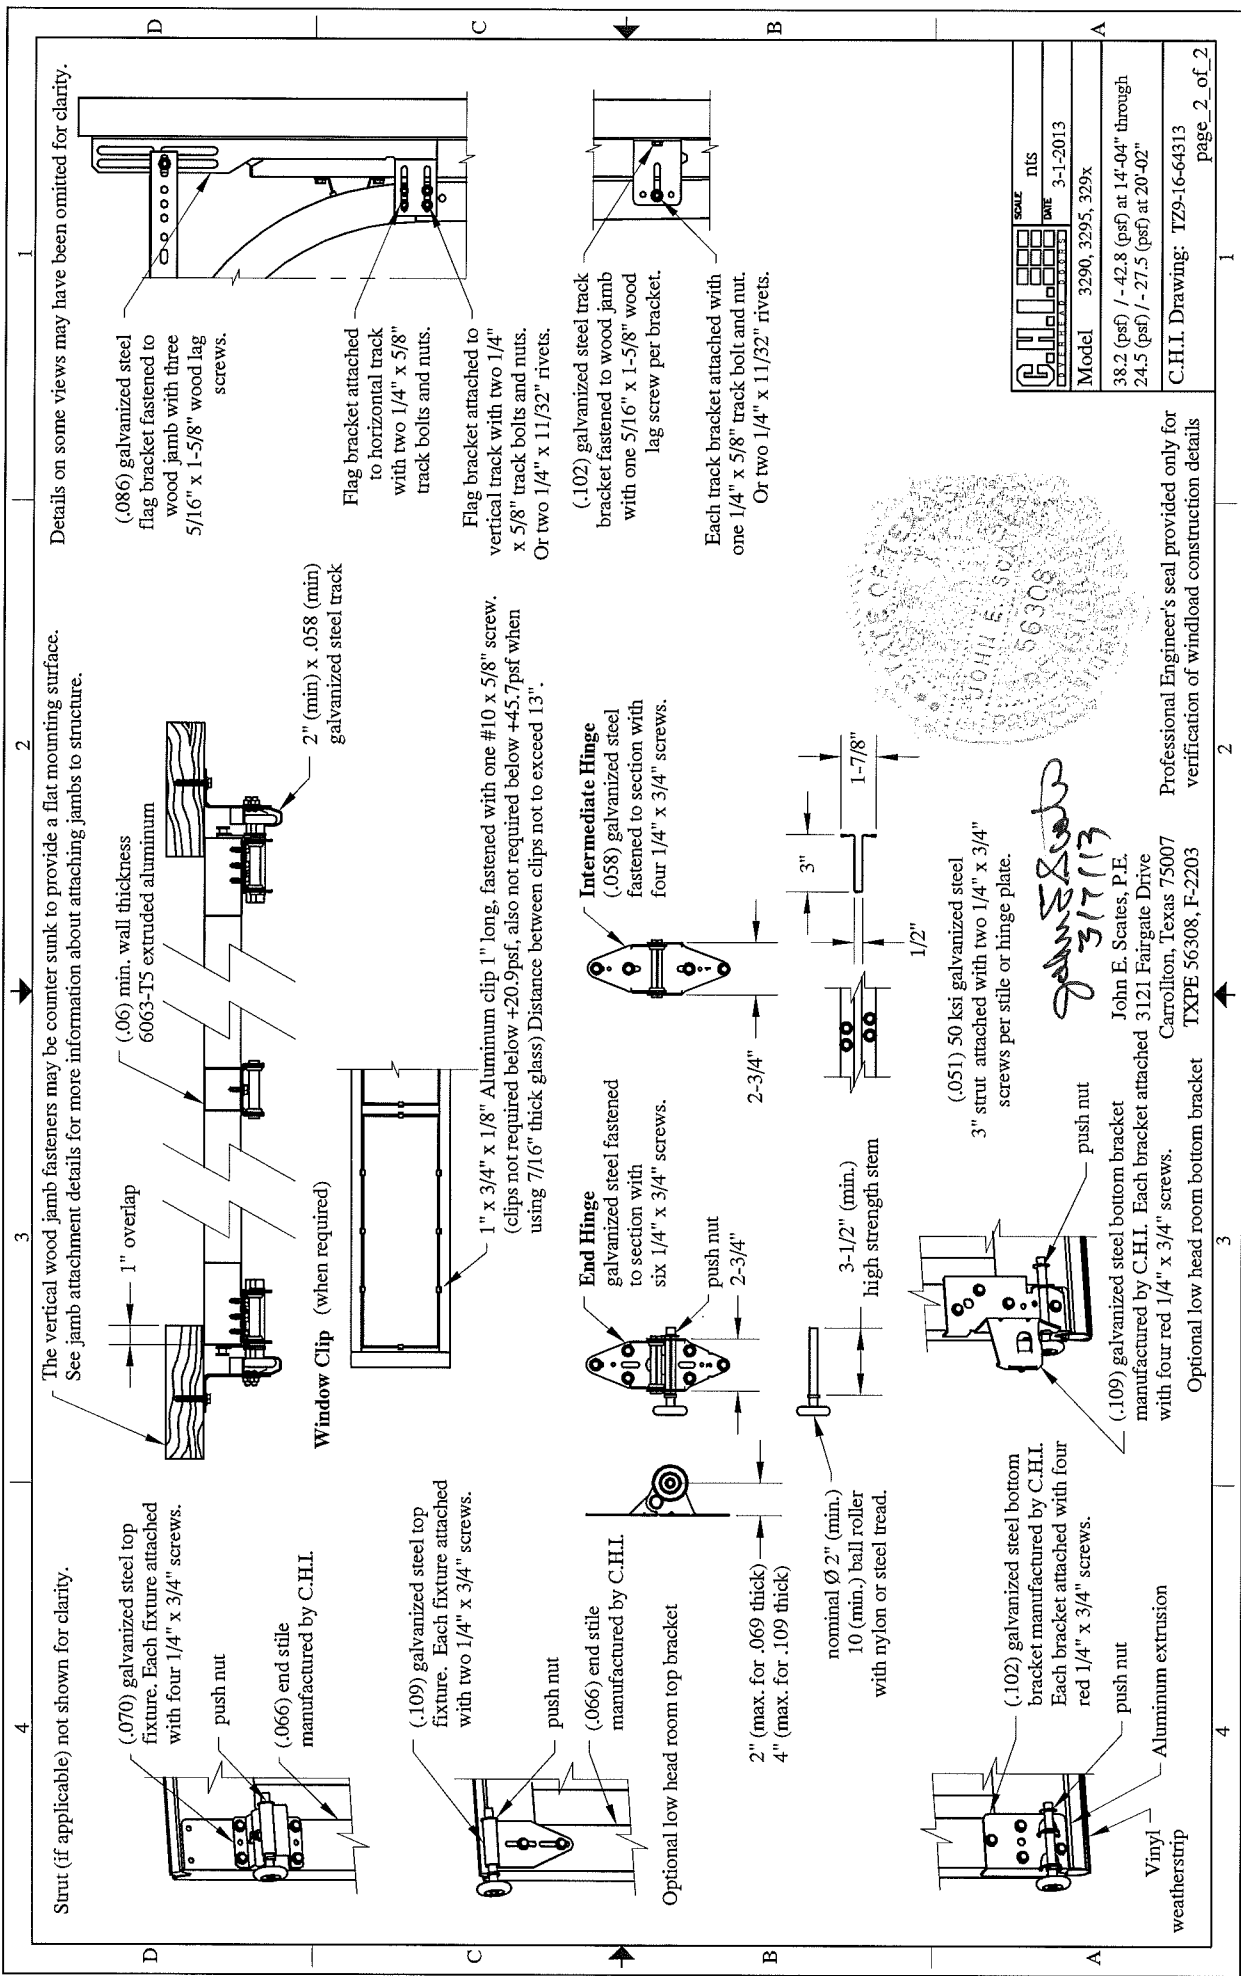 4
3
2
1
D
C
B
A
D
C
B
A
4
3
2
1
Strut (if applicable) not shown for clarity.
(.070) galvanized steel top
fixture. Each fixture attached
with four 1/4" x 3/4" screws.
push nut
(.066) end stile
manufactured by C.H.I.
(.109) galvanized steel top
fixture. Each fixture attached
with two 1/4" x 3/4" screws.
push nut
(.066) end stile
manufactured by C.H.I.
Optional low head room top bracket
2" (max. for .069 thick)
4" (max. for .109 thick)
nominal Ø 2" (min.)
10 (min.) ball roller
with nylon or steel tread.
(.102) galvanized steel bottom
bracket manufactured by C.H.I.
Each bracket attached with four
red 1/4" x 3/4" screws.
push nut
Aluminum extrusion
Vinyl
weatherstrip
The vertical wood jamb fasteners may be counter sunk to provide a flat mounting surface.
See jamb attachment details for more information about attaching jambs to structure.
1" overlap
(.06) min. wall thickness
6063-T5 extruded aluminum
2" (min) x .058 (min)
galvanized steel track
Window Clip (when required)
1" x 3/4" x 1/8" Aluminum clip 1" long, fastened with one #10 x 5/8" screw.
(clips not required below +20.9psf, also not required below +45.7psf when
using 7/16" thick glass) Distance between clips not to exceed 13".
End Hinge
galvanized steel fastened
to section with
six 1/4" x 3/4" screws.
push nut
2-3/4"
3-1/2" (min.)
high strength stem
Intermediate Hinge
(.058) galvanized steel
fastened to section with
four 1/4" x 3/4" screws.
2-3/4"
3"
1-7/8"
1/2"
(.051) 50 ksi galvanized steel
3" strut attached with two 1/4" x 3/4"
screws per stile or hinge plate.
push nut
(.109) galvanized steel bottom bracket
manufactured by C.H.I. Each bracket attached
with four red 1/4" x 3/4" screws.
Optional low head room bottom bracket
John E Scates
3/7/13
John E. Scates, P.E.
3121 Fairgate Drive
Carrollton, Texas 75007
TXPE 56308, F-2203
STATE OF TEXAS
JOHN E. SCATES
56308
Professional Engineer's seal provided only for
verification of windload construction details
Details on some views may have been omitted for clarity.
(.086) galvanized steel
flag bracket fastened to
wood jamb with three
5/16" x 1-5/8" wood lag
screws.
Flag bracket attached
to horizontal track
with two 1/4" x 5/8"
track bolts and nuts.
Flag bracket attached to
vertical track with two 1/4"
x 5/8" track bolts and nuts.
Or two 1/4" x 11/32" rivets.
(.102) galvanized steel track
bracket fastened to wood jamb
with one 5/16" x 1-5/8" wood
lag screw per bracket.
Each track bracket attached with
one 1/4" x 5/8" track bolt and nut.
Or two 1/4" x 11/32" rivets.
C.H.I.
OVERHEAD DOORS
SCALE nts
DATE 3-1-2013
Model 3290, 3295, 329x
38.2 (psf) / - 42.8 (psf) at 14'-04" through
24.5 (psf) / - 27.5 (psf) at 20'-02"
C.H.I. Drawing: TZ9-16-64313
page_2_of_2